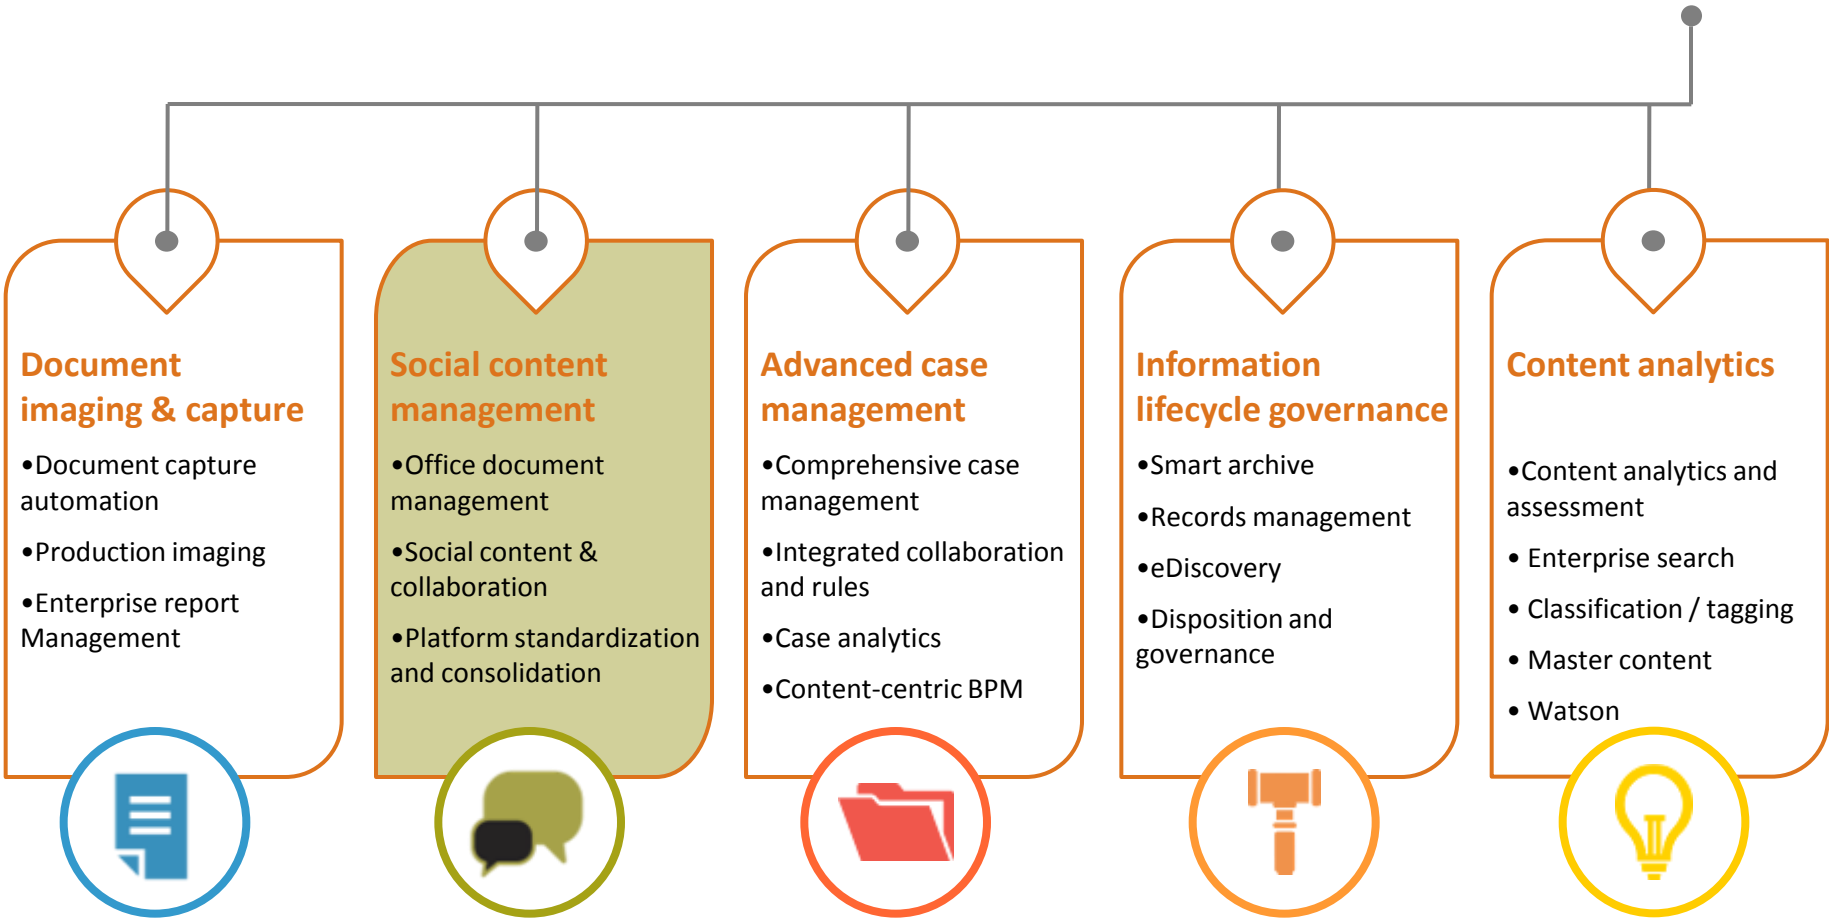 Document
imaging & capture
•Document capture
automation
•Production imaging
•Enterprise report
Management
Social content
management
•Office document
management
•Social content &
collaboration
•Platform standardization
and consolidation
Advanced case
management
•Comprehensive case
management
•Integrated collaboration
and rules
•Case analytics
•Content-centric BPM
Information
lifecycle governance
•Smart archive
•Records management
•eDiscovery
•Disposition and
governance
Content analytics
•Content analytics and
assessment
• Enterprise search
• Classification / tagging
• Master content
• Watson